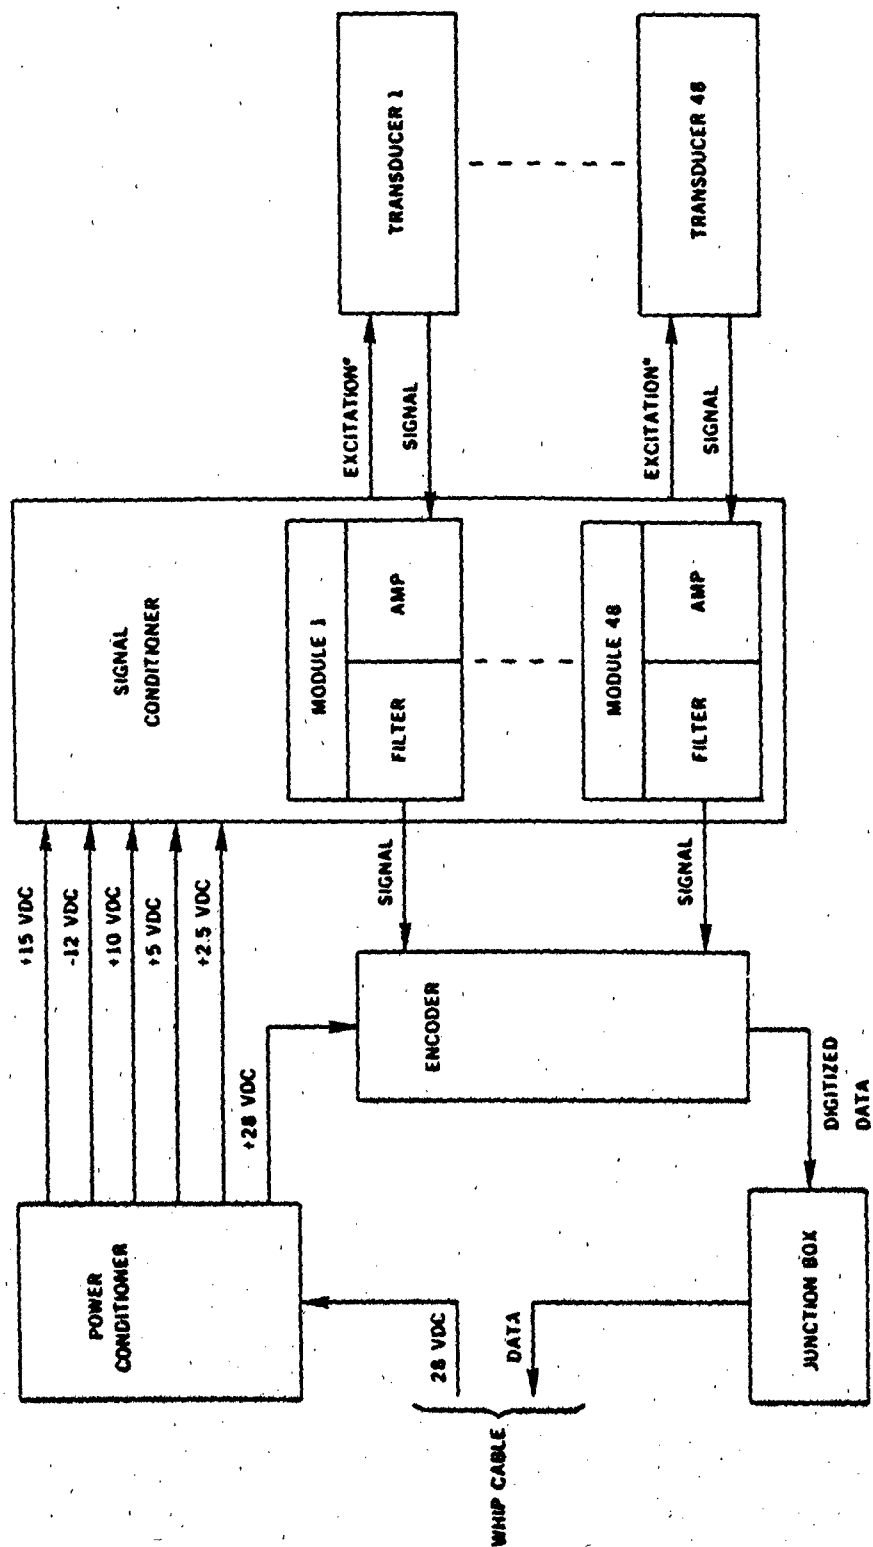 POWER
CONDITIONER
+15 VDC
-12 VDC
+10 VDC
+5 VDC
+2.5 VDC
+28 VDC
SIGNAL
CONDITIONER
MODULE 1
FILTER
AMP
MODULE 48
FILTER
AMP
EXCITATION*
SIGNAL
TRANSDUCER 1
EXCITATION*
SIGNAL
TRANSDUCER 48
SIGNAL
SIGNAL
ENCODER
28 VDC
DATA
WHIP CABLE
DIGITIZED
DATA
JUNCTION BOX